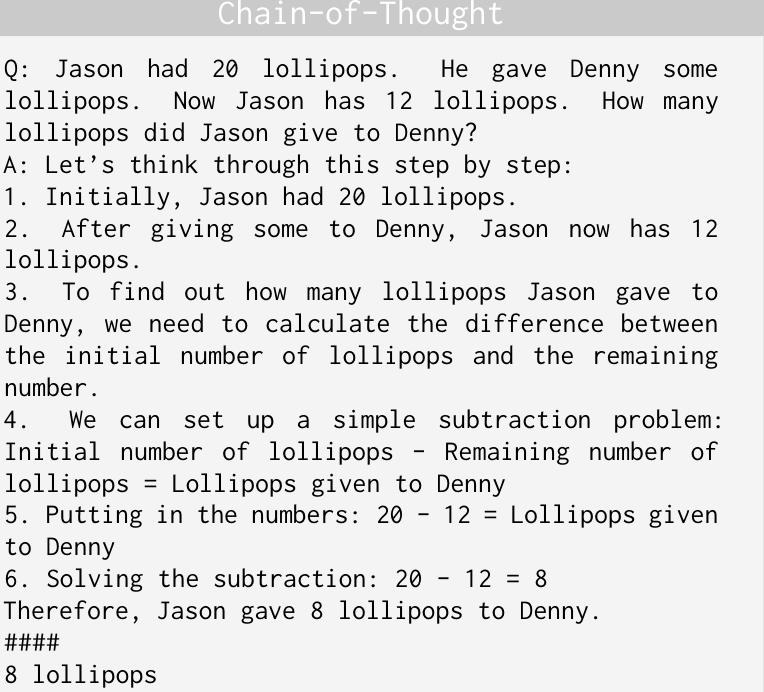 Chain-of-Thought
Q: Jason had 20 lollipops. He gave Denny some
lollipops. Now Jason has 12 lollipops. How many
lollipops did Jason give to Denny?
A: Let’s think through this step by step:
1. Initially, Jason had 20 lollipops.
2. After giving some to Denny, Jason now has 12
lollipops.
3. To find out how many lollipops Jason gave to
Denny, we need to calculate the difference between
the initial number of lollipops and the remaining
number.
4. We can set up a simple subtraction problem:
Initial number of lollipops - Remaining number of
lollipops = Lollipops given to Denny
5. Putting in the numbers: 20 - 12 = Lollipops given
to Denny
6. Solving the subtraction: 20 - 12 = 8
Therefore, Jason gave 8 lollipops to Denny.
####
8 lollipops